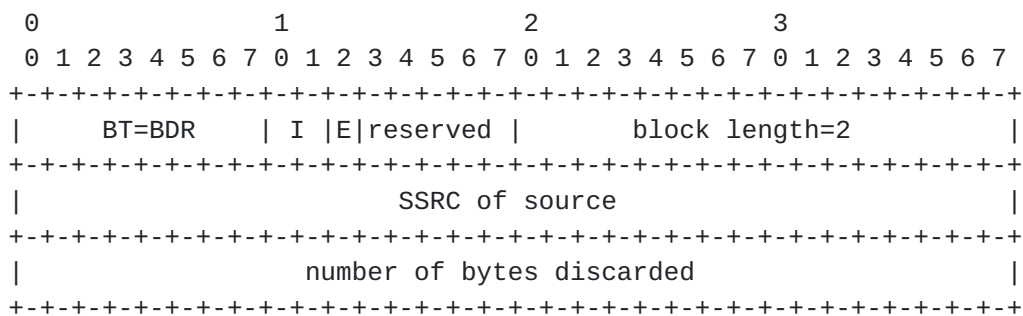 0                   1                   2                   3
0 1 2 3 4 5 6 7 0 1 2 3 4 5 6 7 0 1 2 3 4 5 6 7 0 1 2 3 4 5 6 7
+-+-+-+-+-+-+-+-+-+-+-+-+-+-+-+-+-+-+-+-+-+-+-+-+-+-+-+-+-+-+-+-+
|     BT=BDR    | I |E|reserved |       block length=2          |
+-+-+-+-+-+-+-+-+-+-+-+-+-+-+-+-+-+-+-+-+-+-+-+-+-+-+-+-+-+-+-+-+
|                        SSRC of source                         |
+-+-+-+-+-+-+-+-+-+-+-+-+-+-+-+-+-+-+-+-+-+-+-+-+-+-+-+-+-+-+-+-+
|                  number of bytes discarded                    |
+-+-+-+-+-+-+-+-+-+-+-+-+-+-+-+-+-+-+-+-+-+-+-+-+-+-+-+-+-+-+-+-+